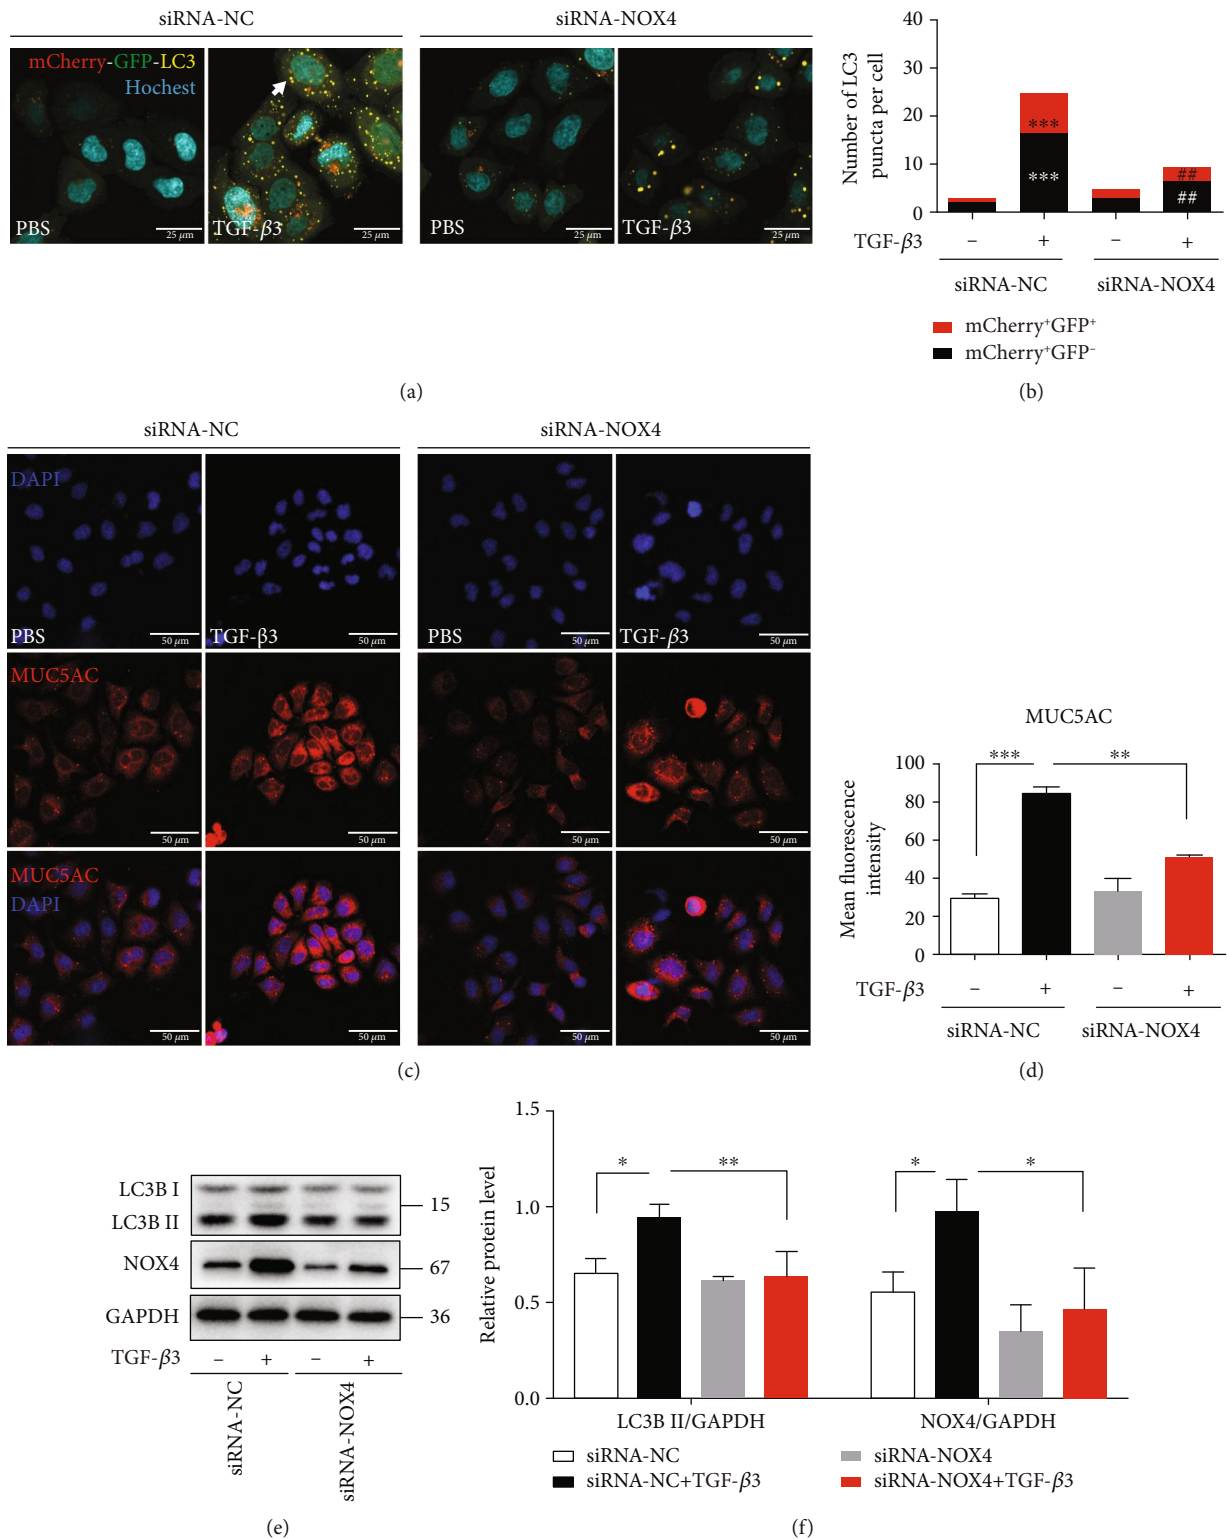 siRNA-NC
siRNA-NOX4
mCherry-GFP-LC3
Hochest
PBS
25 µm
TGF-β3
25 µm
PBS
25 µm
TGF-β3
25 µm
(a)
Number of LC3
puncta per cell
40
30
20
10
0
***
***
##
##
TGF-β3 − + − +
siRNA-NC siRNA-NOX4
mCherry⁺GFP⁺
mCherry⁺GFP⁻
(b)
siRNA-NC
siRNA-NOX4
DAPI
PBS
50 µm
TGF-β3
50 µm
PBS
50 µm
TGF-β3
50 µm
MUC5AC
50 µm
50 µm
50 µm
50 µm
MUC5AC
DAPI
50 µm
50 µm
50 µm
50 µm
(c)
MUC5AC
Mean fluorescence
intensity
100
80
60
40
20
0
***
**
TGF-β3 − + − +
siRNA-NC siRNA-NOX4
(d)
LC3B I
LC3B II
15
NOX4
67
GAPDH
36
TGF-β3 − + − +
siRNA-NC
siRNA-NOX4
(e)
Relative protein level
1.5
1.0
0.5
0.0
*
**
*
*
LC3B II/GAPDH
NOX4/GAPDH
siRNA-NC
siRNA-NC+TGF-β3
siRNA-NOX4
siRNA-NOX4+TGF-β3
(f)